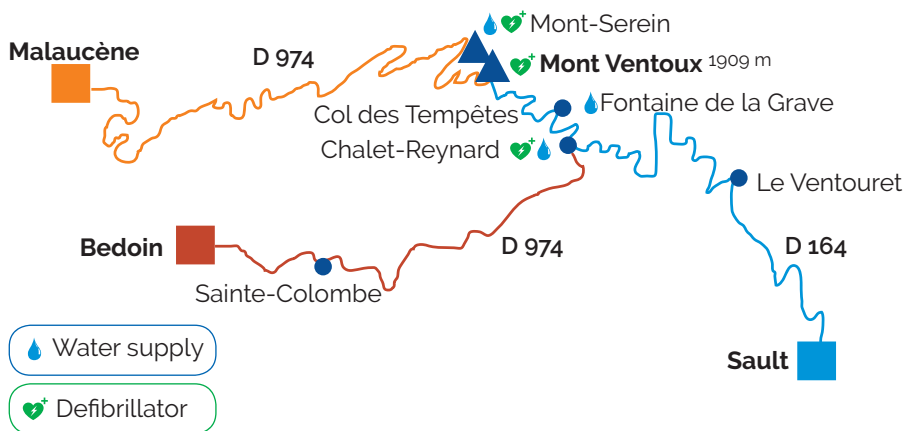 Mont-Serein
Malaucène
D 974
Mont Ventoux 1909 m
Col des Tempêtes
Fontaine de la Grave
Chalet-Reynard
Le Ventouret
Bedoin
D 974
D 164
Sainte-Colombe
Water supply
Sault
Defibrillator